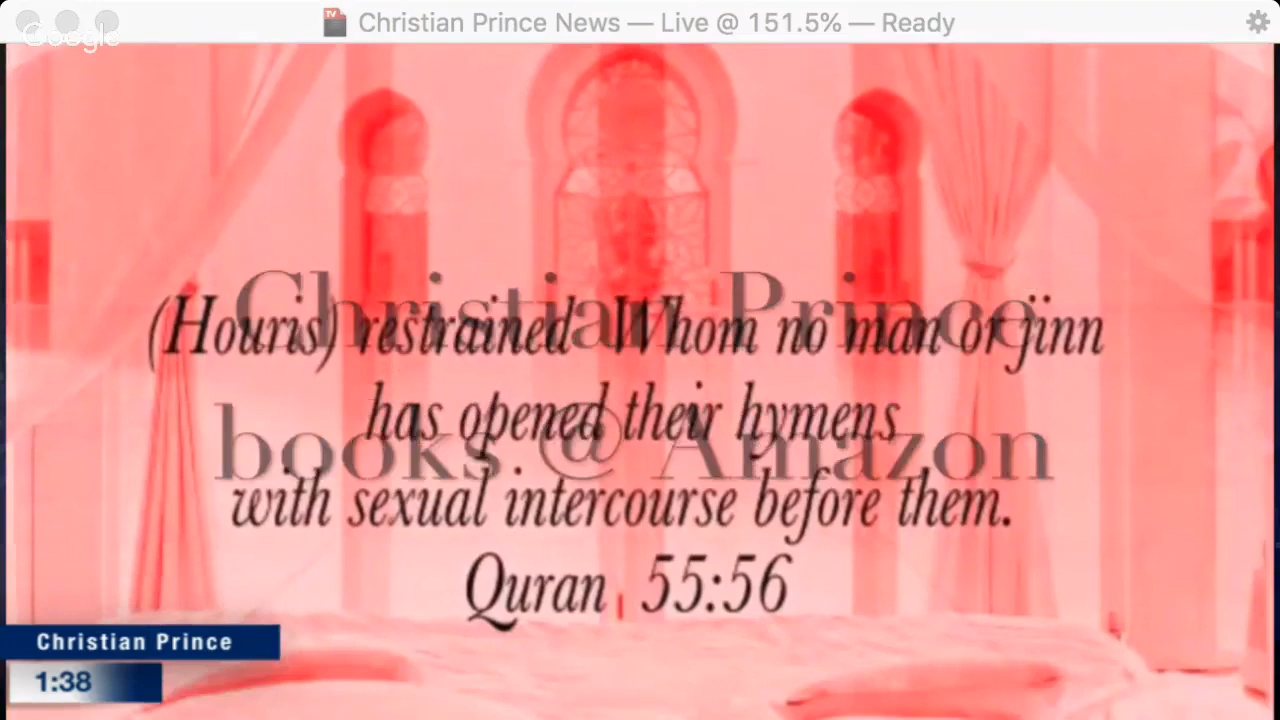 Christian Prince News — Live @ 151.5% — Ready
Google
Christian Prince
(Houris) restrained Whom no man or jinn
has opened their hymens
books @ Amazon
with sexual intercourse before them.
Quran 55:56
Christian Prince
1:38